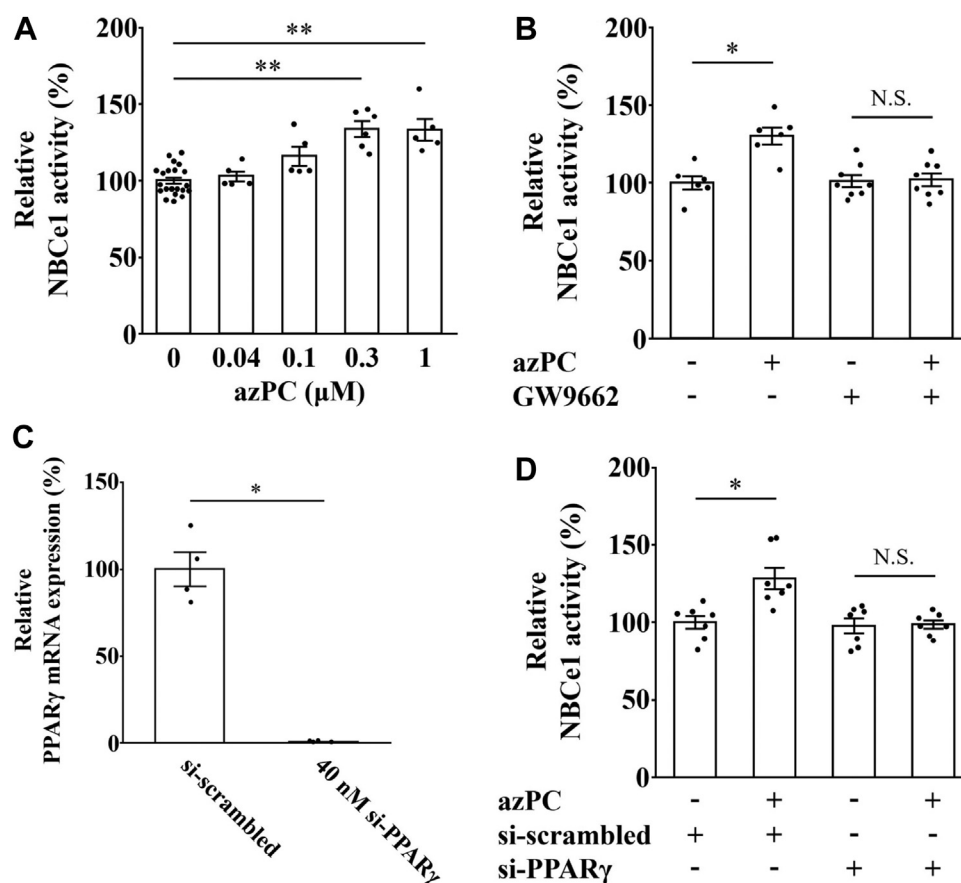 A
Relative
NBCe1 activity (%)
200
150
100
50
0
**
**
0 0.04 0.1 0.3 1
azPC (μM)
B
Relative
NBCe1 activity (%)
200
150
100
50
0
*
N.S.
azPC - + - +
GW9662 - - + +
C
Relative
PPARγ mRNA expression (%)
150
100
50
0
*
si-scrambled
40 nM si-PPARγ
D
Relative
NBCe1 activity (%)
200
150
100
50
0
*
N.S.
azPC - + - +
si-scrambled + + - -
si-PPARγ - - + +